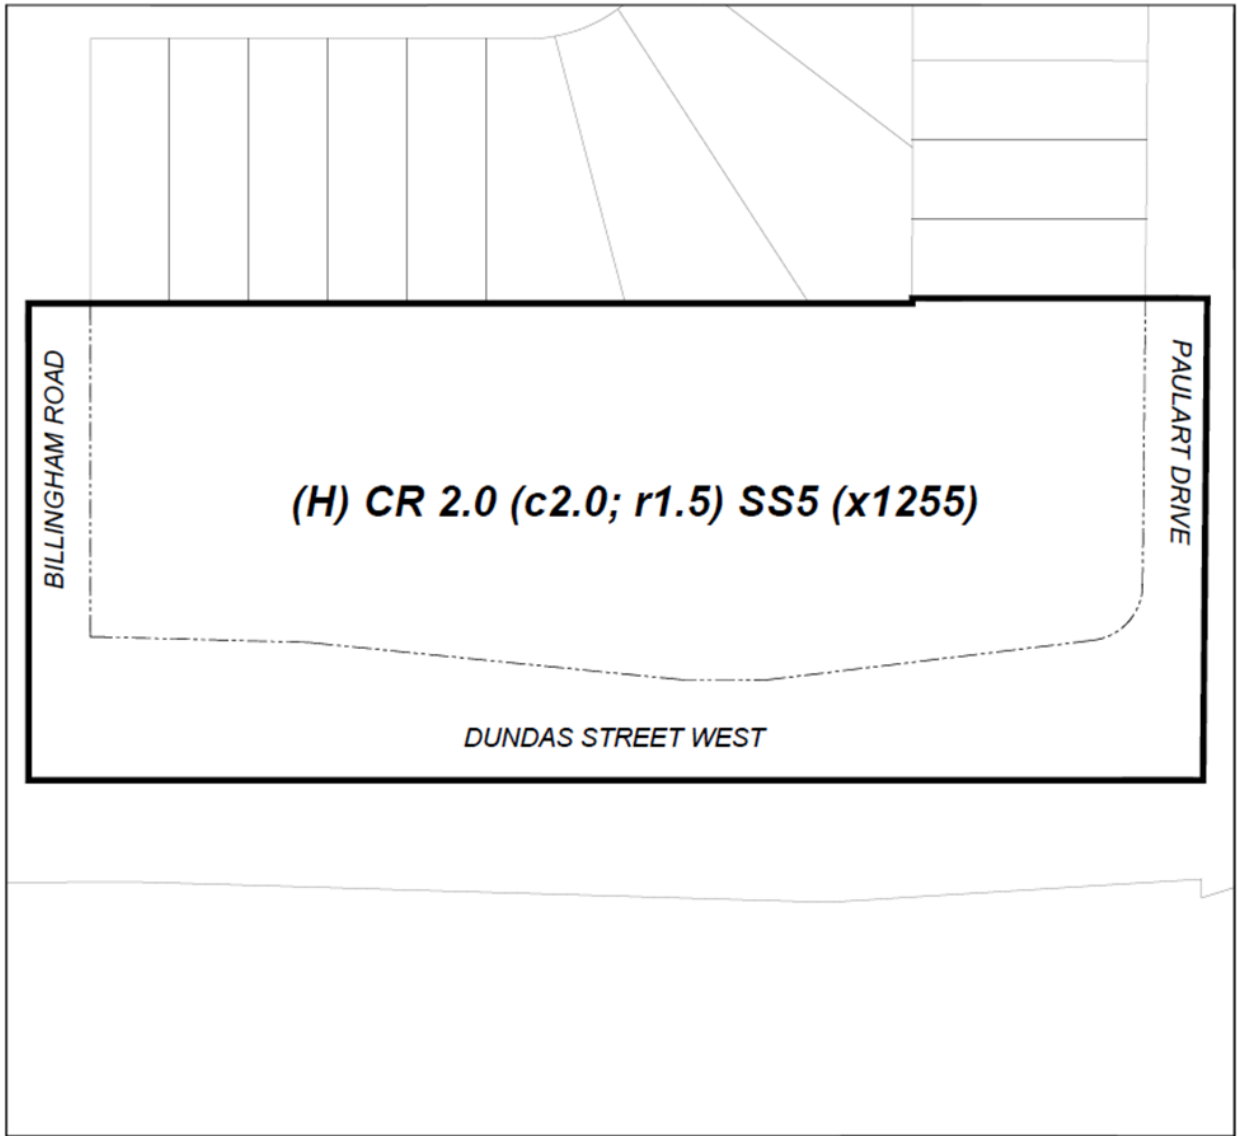 BILLINGHAM ROAD
PAULART DRIVE
(H) CR 2.0 (c2.0; r1.5) SS5 (x1255)
DUNDAS STREET WEST